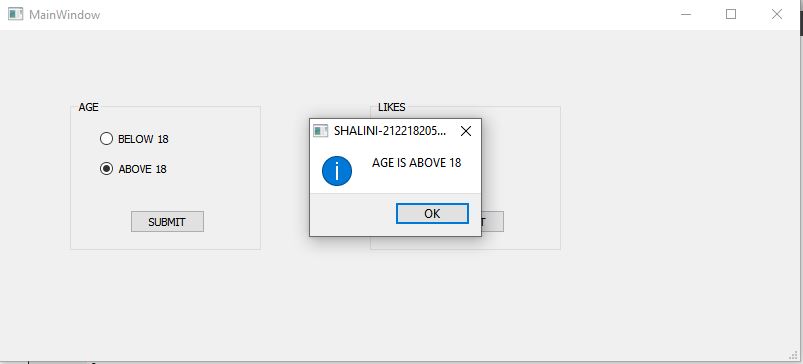 MainWindow
AGE
BELOW 18
ABOVE 18
SUBMIT
LIKES
SHALINI-212218205...
AGE IS ABOVE 18
OK